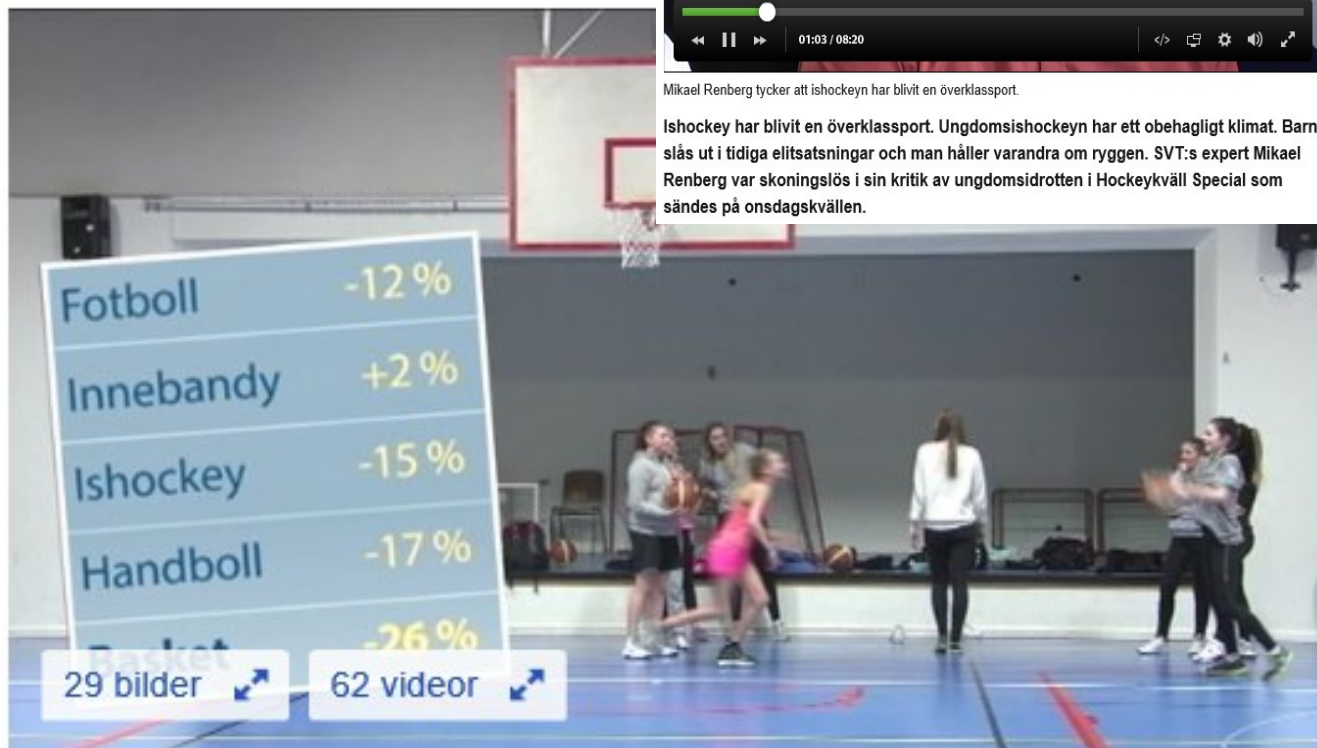 01:03 / 08:20
Mikael Renberg tycker att ishockeyn har blivit en överklassport.
Ishockey har blivit en överklassport. Ungdomsishockeyn har ett obehagligt klimat. Barn
slås ut i tidiga elitsatsningar och man håller varandra om ryggen. SVT:s expert Mikael
Renberg var skoningslös i sin kritik av ungdomsidrotten i Hockeykväll Special som
sändes på onsdagskvällen.
Fotboll -12 %
Innebandy +2 %
Ishockey -15 %
Handboll -17 %
Basket -26 %
29 bilder 62 videor